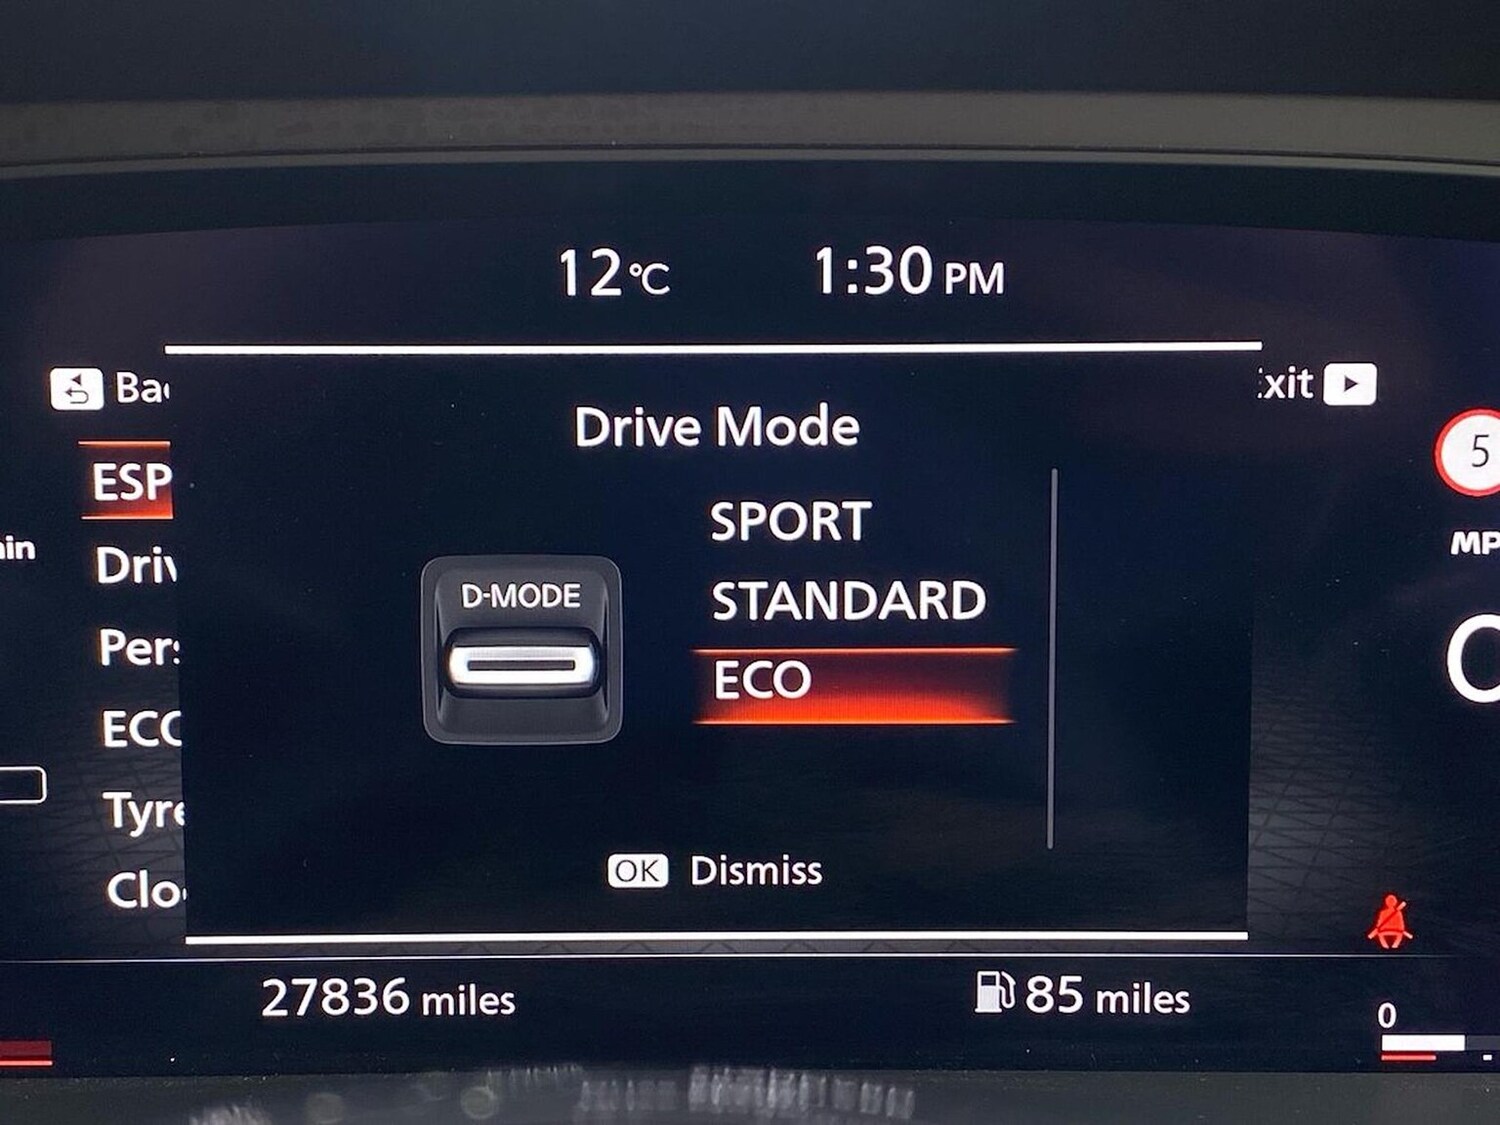 12°C 1:30 PM
Drive Mode
ESP
SPORT
STANDARD
D-MODE
ECO
OK Dismiss
27836 miles 85 miles
0
5
0